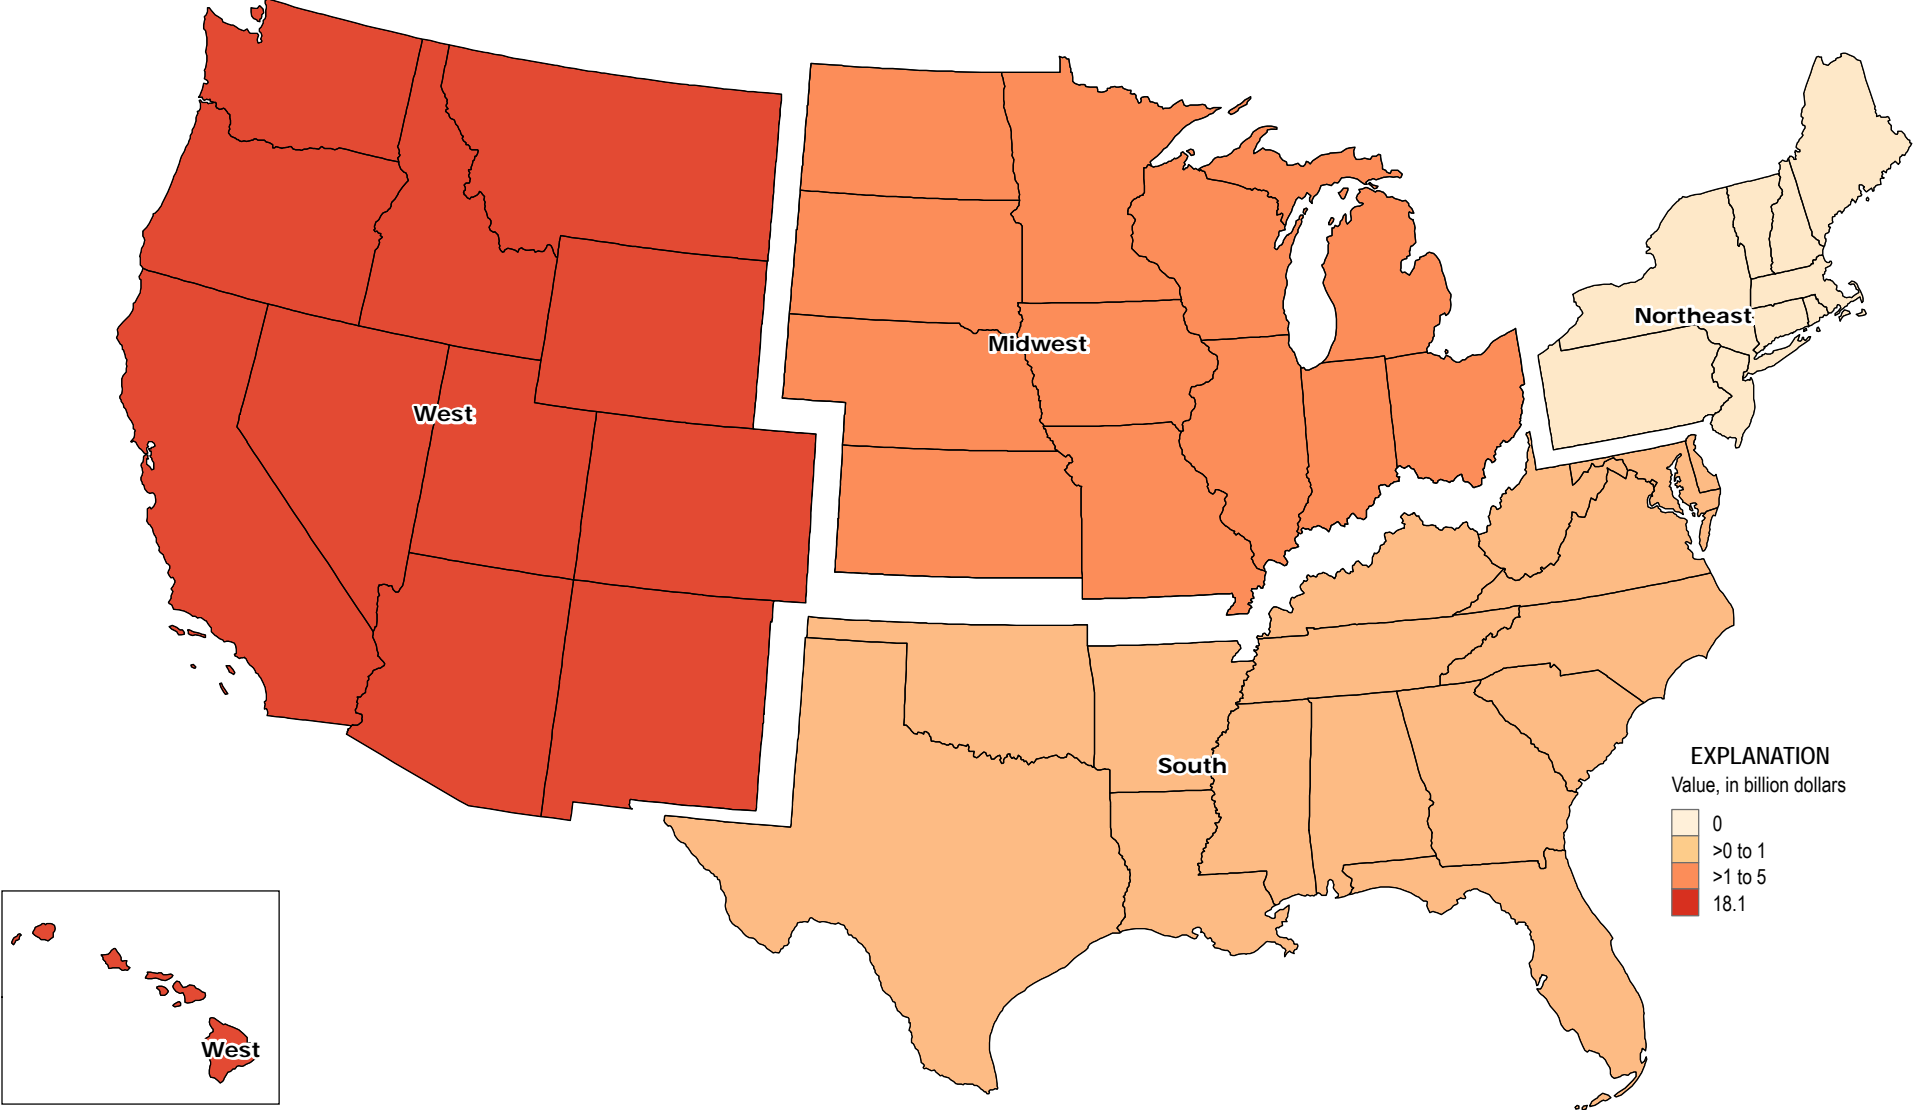 Northeast
Midwest
West
South
EXPLANATION
Value, in billion dollars
0
>0 to 1
>1 to 5
18.1
West